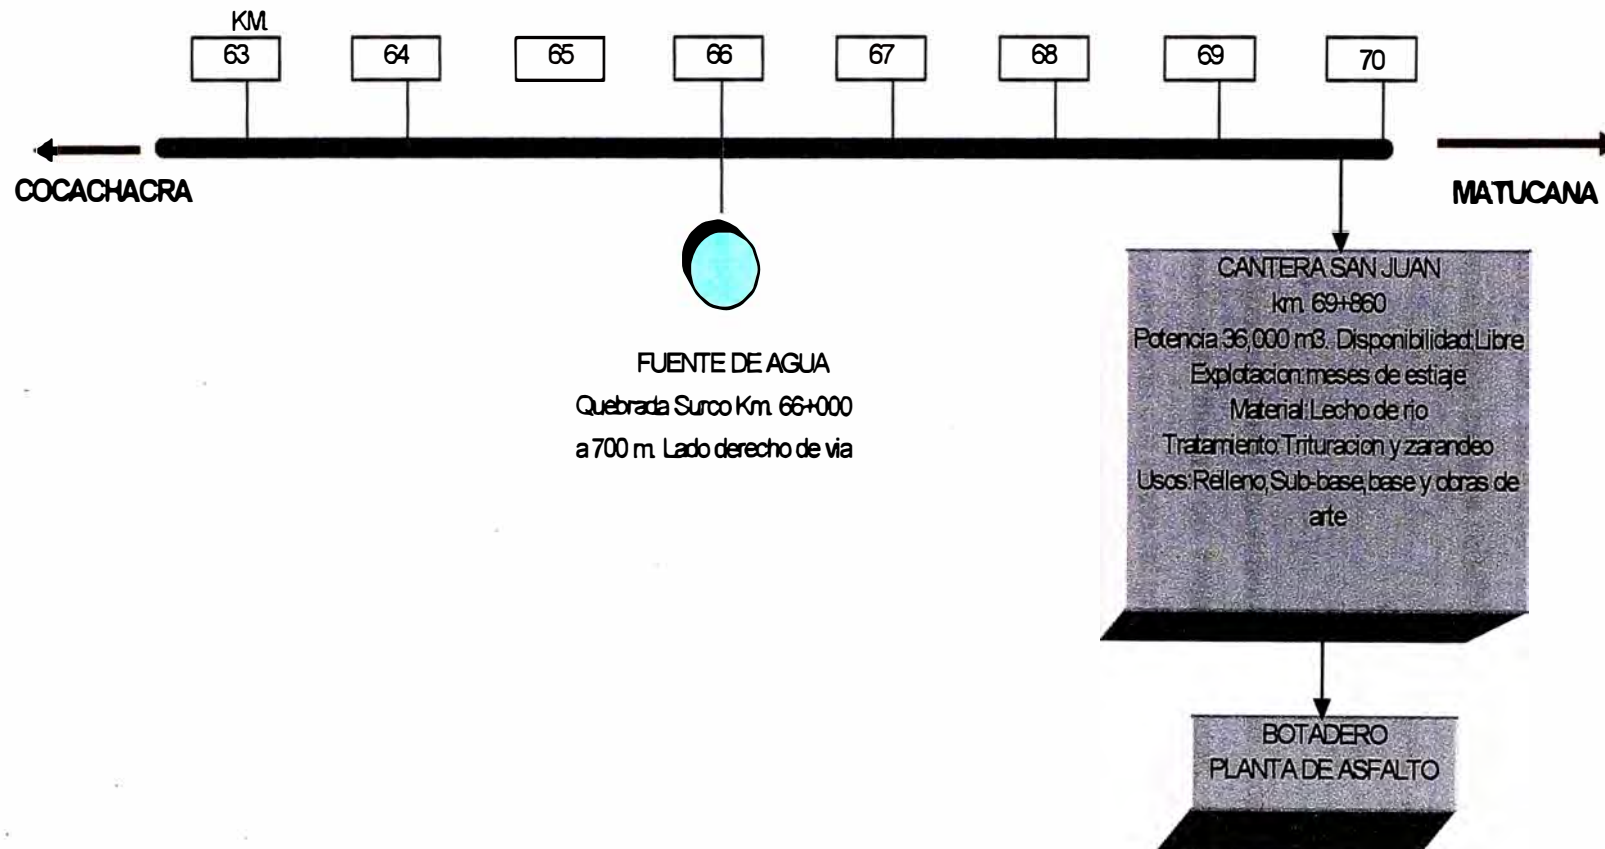 KM.
63 64 65 66 67 68 69 70
COCACHACRA
MATUCANA
FUENTE DE AGUA
Quebrada Surco Km. 66+000
a 700 m. Lado derecho de via
CANTERA SAN JUAN
km. 69+860
Potencia 36,000 m3. Disponibilidad;Libre
Explotacion:meses de estiaje
Material:Lecho de rio
Tratamiento:Trituracion y zarandeo
Usos:Relleno,Sub-base,base y obras de
arte
BOTADERO
PLANTA DE ASFALTO